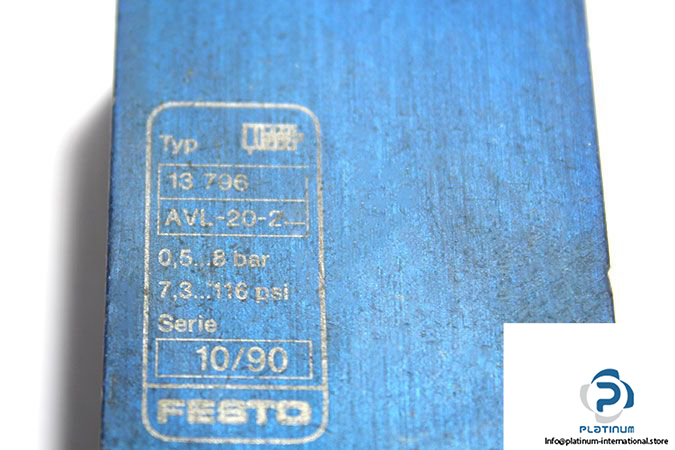 Typ
13 796
AVL-20-2
0,5...8 bar
7,3...116 psi
Serie
10/90
FESTO
PLATINUM
Info@platinum-international.store